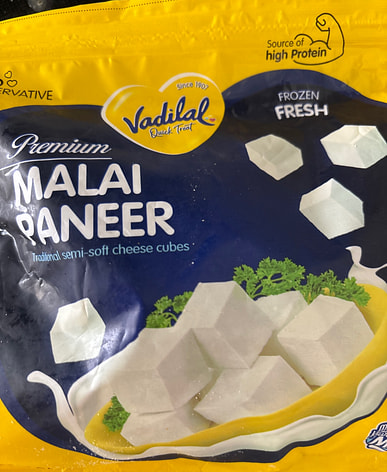 Source of
high Protein
ERVATIVE
Since 1907
Vadilal
Quick Treat
FROZEN
FRESH
Premium
MALAI
PANEER
Traditional semi-soft cheese cubes